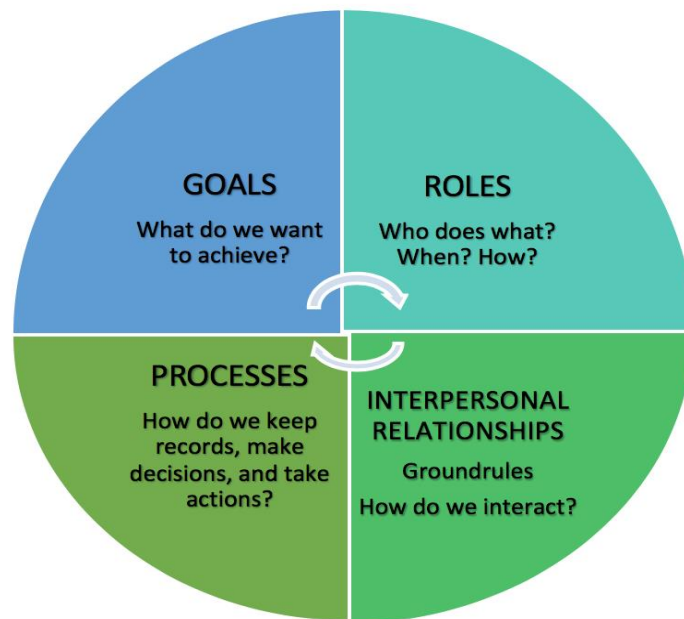 GOALS
What do we want
to achieve?
ROLES
Who does what?
When? How?
PROCESSES
How do we keep
records, make
decisions, and take
actions?
INTERPERSONAL
RELATIONSHIPS
Groundrules
How do we interact?